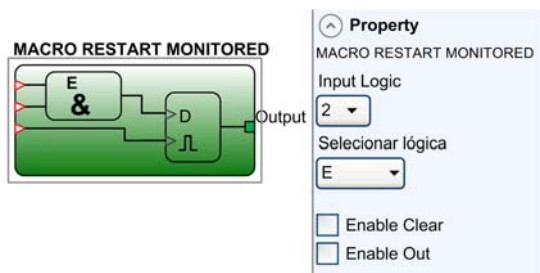 MACRO RESTART MONITORED
E
&
D
Output
Property
MACRO RESTART MONITORED
Input Logic
2
Selecionar lógica
E
Enable Clear
Enable Out